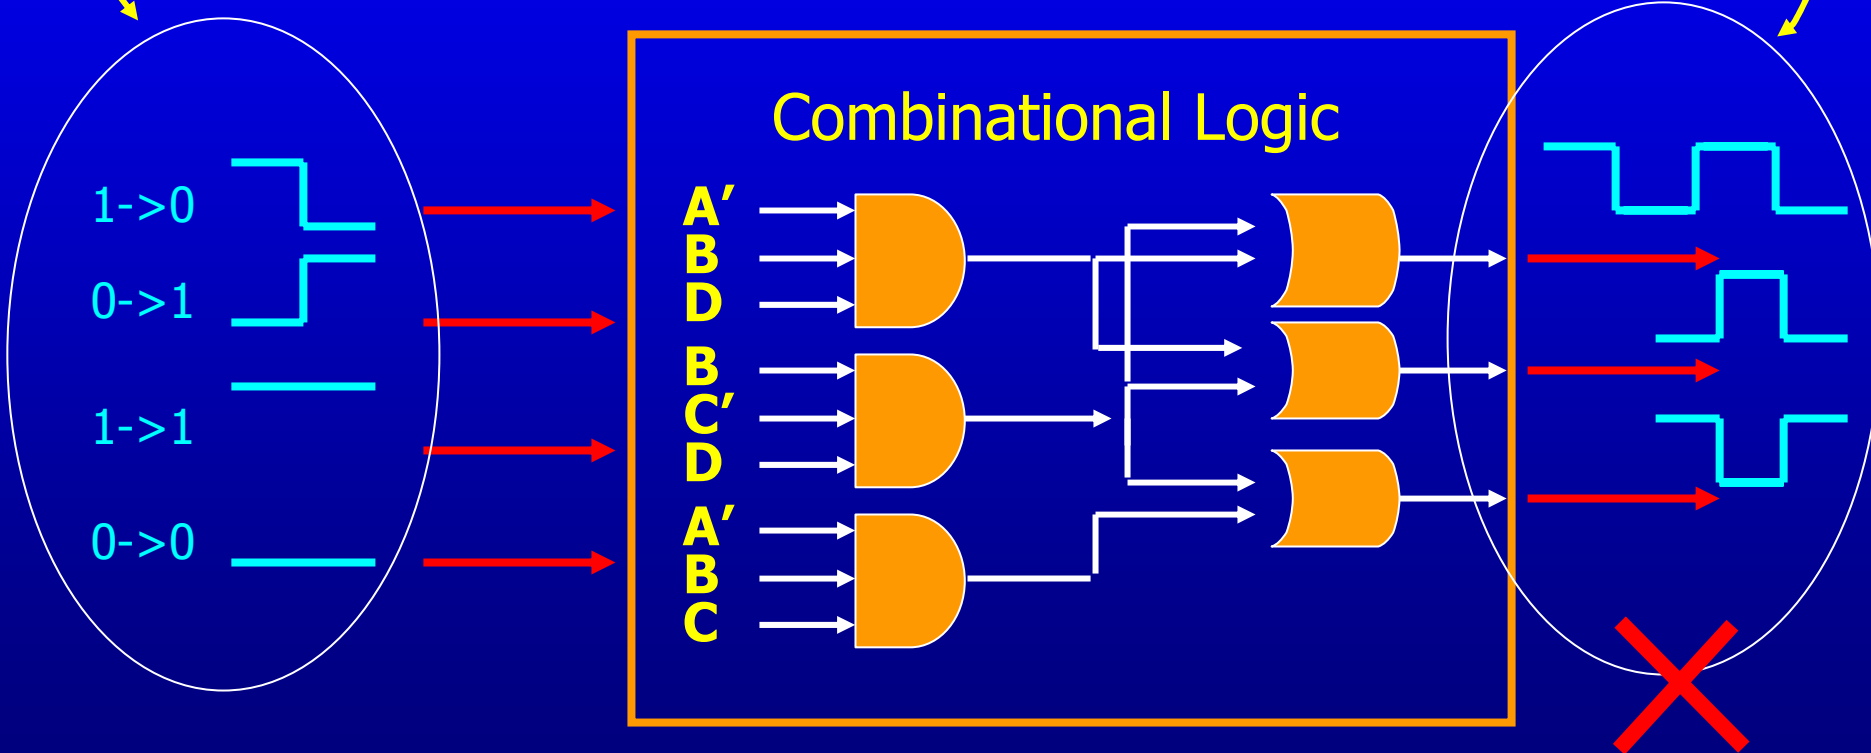 Combinational Logic
1->0
0->1
1->1
0->0
A′
B
D
B
C′
D
A′
B
C